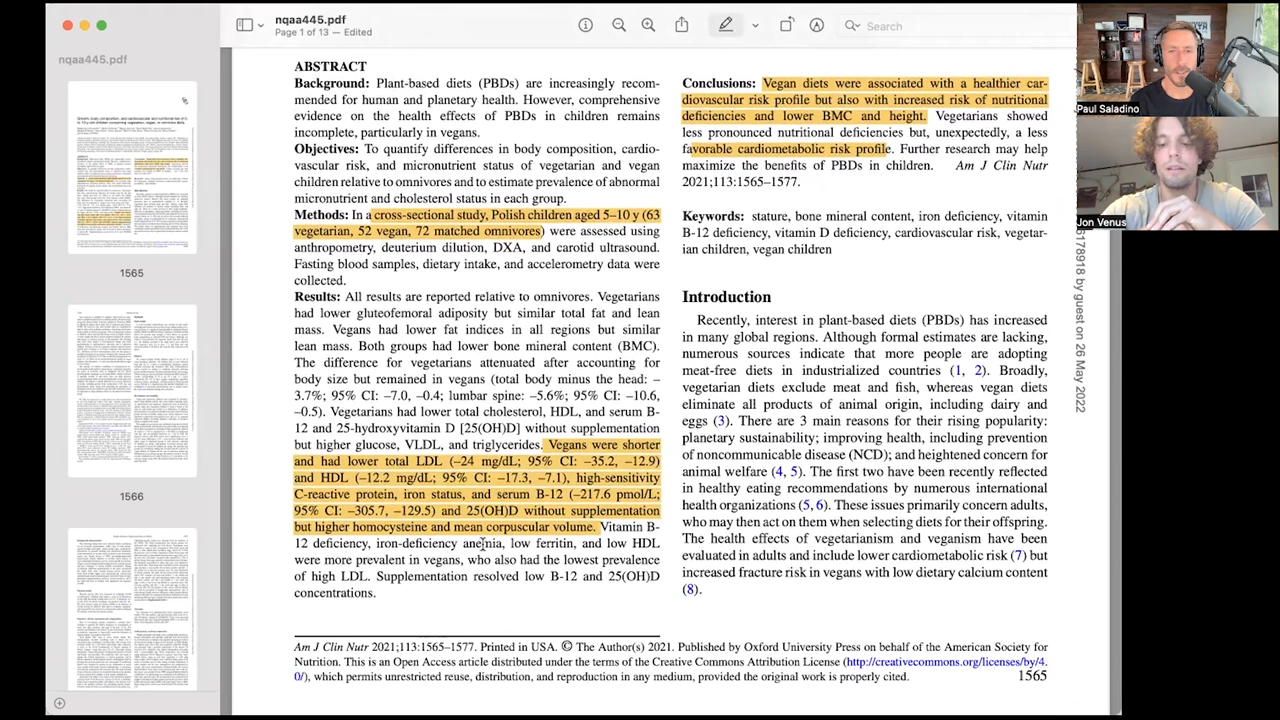 nqaa445.pdf
Page 1 of 13 — Edited
Search
nqaa445.pdf
1565
1566
ABSTRACT
Background: Plant-based diets (PBDs) are increasingly recom-
mended for human and planetary health. However, comprehensive
evidence on the health effects of PBDs in children remains
incomplete, particularly in vegans.
Objectives: To quantify differences in body composition, cardio-
vascular risk, and micronutrient status of vegetarian and vegan
children relative to omnivores and to estimate prevalence of abnormal
micronutrient and cholesterol status in each group.
Methods: In a cross-sectional study, Polish children aged 5–10 y (63
vegetarian, 52 vegan, 72 matched omnivores) were assessed using
anthropometry, deuterium dilution, DXA, and carotid ultrasound.
Fasting blood samples, dietary intake, and accelerometry data were
collected.
Results: All results are reported relative to omnivores. Vegetarians
had lower gluteofemoral adiposity but similar total fat and lean
mass. Vegans had lower fat indices in all regions but similar
lean mass. Both groups had lower bone mineral content (BMC).
The difference for vegetarians attenuated after accounting for
body size but remained in vegans (total body minus the head: –
3.7%; 95% CI: –7.0, –0.4; lumbar spine: –5.6%; 95% CI: –10.6,
–0.5). Vegetarians had lower total cholesterol, HDL, and serum B-
12 and 25-hydroxyvitamin D [25(OH)D] without supplementation
but higher glucose, VLDL, and triglycerides. Vegans were shorter
and had lower total LDL (–24 mg/dL; 95% CI: –35.2, –12.9)
and HDL (–12.2 mg/dL; 95% CI: –17.3, –7.1), high-sensitivity
C-reactive protein, iron status, and serum B-12 (–217.6 pmol/L;
95% CI: –305.7, –129.5) and 25(OH)D without supplementation
but higher homocysteine and mean corpuscular volume. Vitamin B-
12 deficiency, iron-deficiency anemia, low ferritin, and low HDL
were more prevalent in vegans, who also had the lowest prevalence
of high LDL. Supplementation resolved low B-12 and 25(OH)D
concentrations.
Conclusions: Vegan diets were associated with a healthier car-
diovascular risk profile but also with increased risk of nutritional
deficiencies and lower BMC and height. Vegetarians showed
less pronounced nutritional deficiencies but, unexpectedly, a less
favorable cardiometabolic risk profile. Further research may help
maximize the benefits of PBDs in children. Am J Clin Nutr
2021;113:1565–1577.
Keywords: stature, bone mineral content, iron deficiency, vitamin
B-12 deficiency, vitamin D deficiency, cardiovascular risk, vegetar-
ian children, vegan children
Introduction
Recently, interest in plant-based diets (PBDs) has increased
in many global regions. Although formal estimates are lacking,
numerous sources suggest that more people are adopting
meat-free diets in industrialized countries (1, 2). Broadly,
vegetarian diets exclude meat and fish, whereas vegan diets
eliminate all products of animal origin, including dairy and
eggs (3). There are 3 main reasons for their rising popularity:
planetary sustainability; promoting health, including prevention
of noncommunicable disease (NCD); and heightened concern for
animal welfare (4, 5). The first two have been recently reflected
in healthy eating recommendations by numerous international
health organizations (5, 6). These issues primarily concern adults,
who may then act on them when selecting diets for their offspring.
The health effects of vegetarianism and veganism have been
evaluated in adults, showing lower cardiometabolic risk (7) but
increased fracture risk in those with low dietary calcium content
(8).
Am J Clin Nutr 2021;113:1565–1577. Copyright © The Author(s) 2021. Published by Oxford University Press on behalf of the American Society for
Nutrition. This is an Open Access article distributed under the terms of the Creative Commons Attribution License (http://creativecommons.org/licenses/by/4.
0/), which permits unrestricted reuse, distribution, and reproduction in any medium, provided the original work is properly cited.
1565
6178918 by guest on 26 May 2022
Paul Saladino
Jon Venus